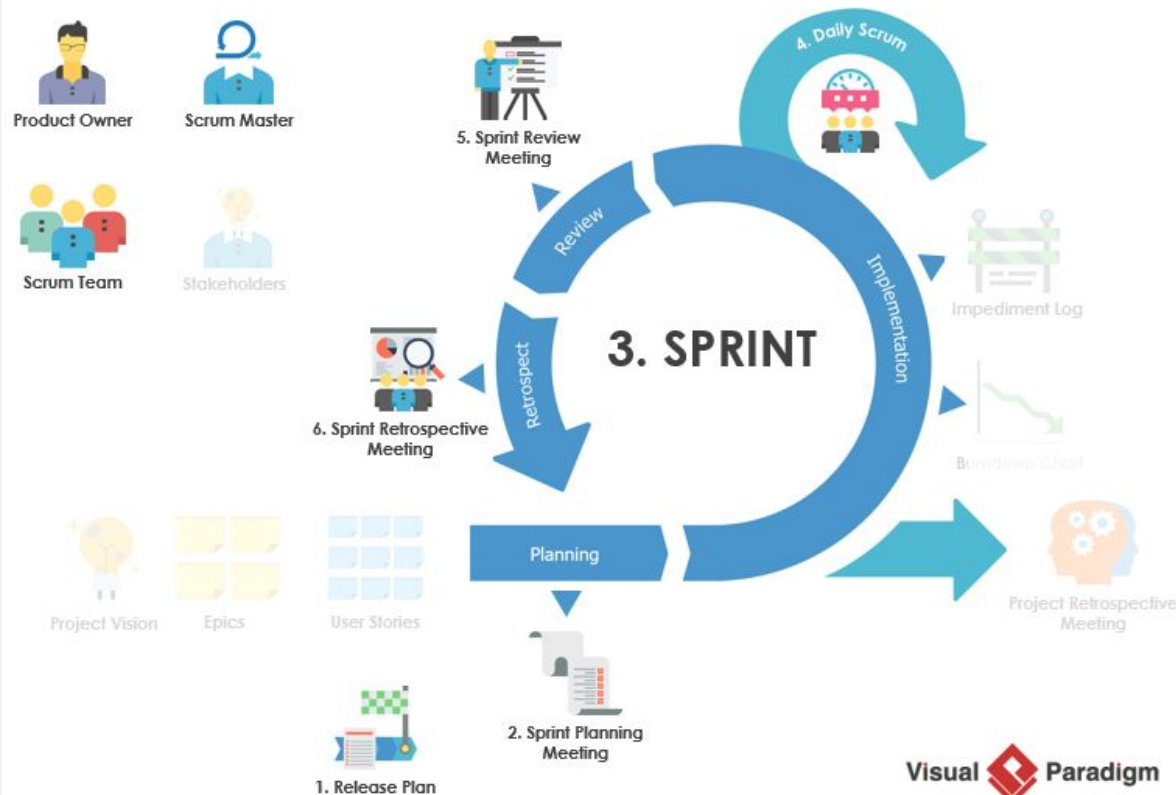 Product Owner
Scrum Master
Scrum Team
Stakeholders
5. Sprint Review
Meeting
4. Daily Scrum
Review
Implementation
Impediment Log
3. SPRINT
Retrospect
6. Sprint Retrospective
Meeting
Burndown Chart
Planning
Project Vision
Epics
User Stories
Project Retrospective
Meeting
2. Sprint Planning
Meeting
1. Release Plan
Visual Paradigm